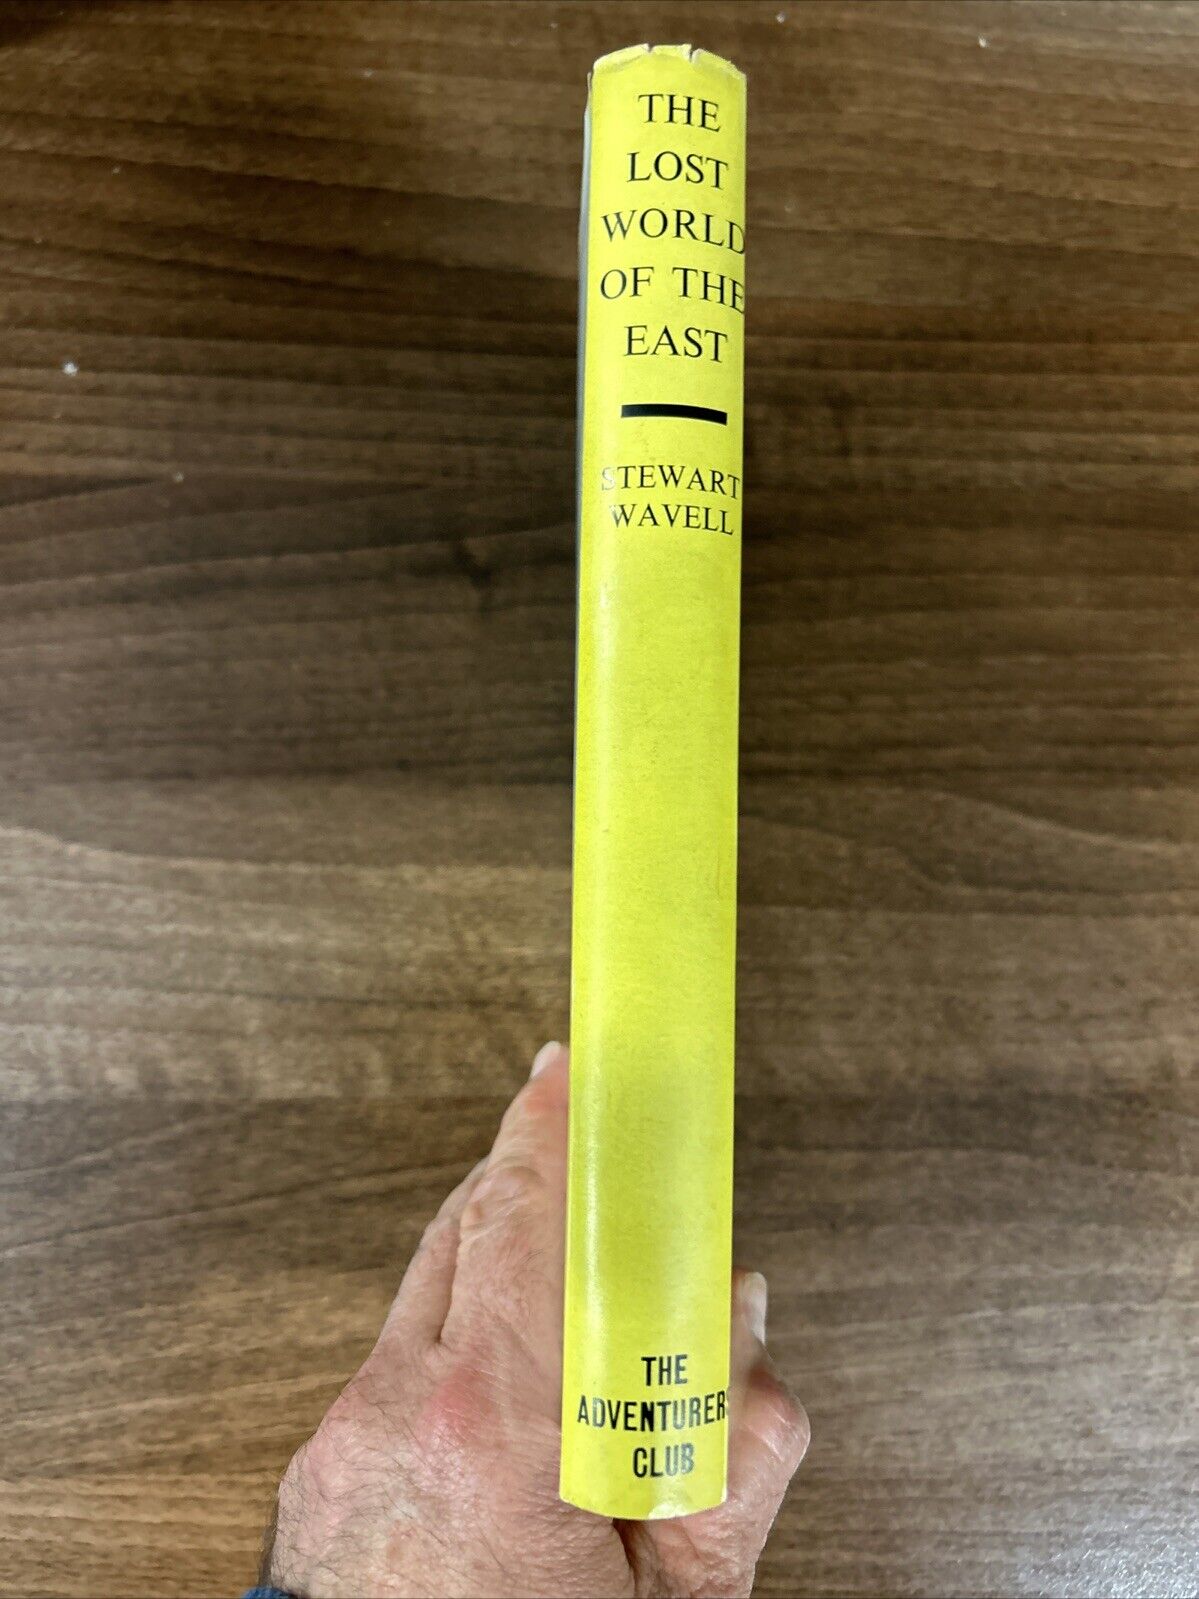 THE
LOST
WORLD
OF THE
EAST
STEWART
WAVELL
THE
ADVENTURERS
CLUB